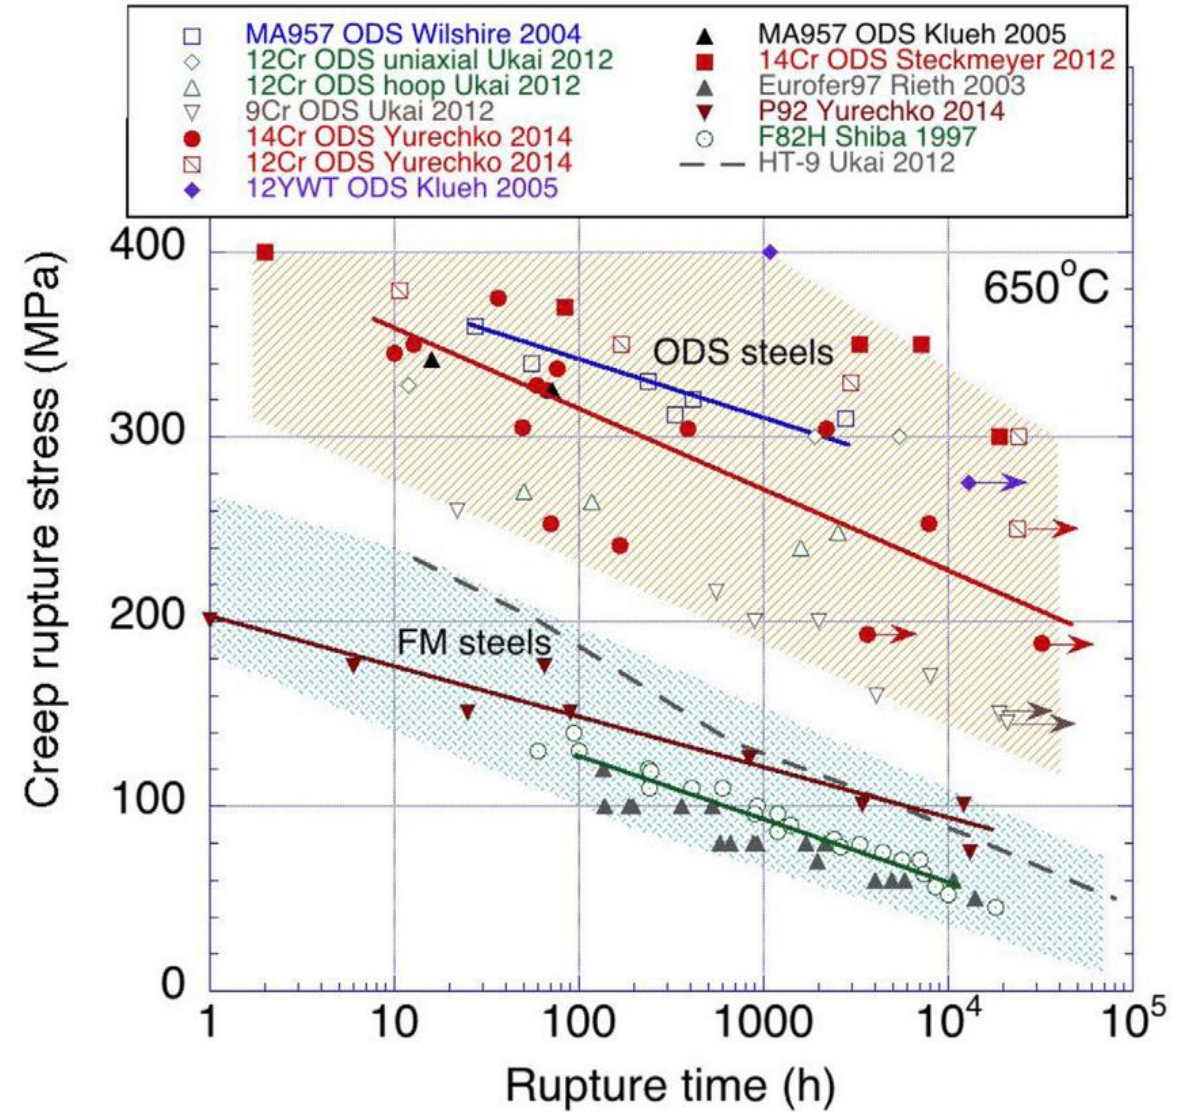 MA957 ODS Wilshire 2004
12Cr ODS uniaxial Ukai 2012
12Cr ODS hoop Ukai 2012
9Cr ODS Ukai 2012
14Cr ODS Yurechko 2014
12Cr ODS Yurechko 2014
12YWT ODS Klueh 2005
MA957 ODS Klueh 2005
14Cr ODS Steckmeyer 2012
Eurofer97 Rieth 2003
P92 Yurechko 2014
F82H Shiba 1997
HT-9 Ukai 2012
Creep rupture stress (MPa)
400
300
200
100
0
650°C
ODS steels
FM steels
1 10 100 1000 10⁴ 10⁵
Rupture time (h)